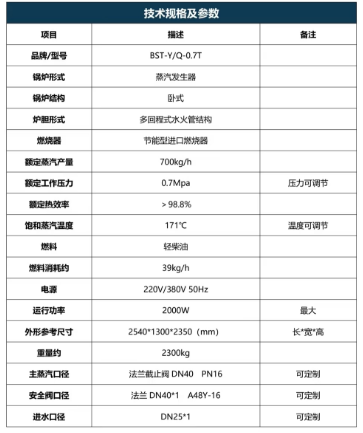 技术规格及参数
项目 描述 备注
品牌/型号 BST-Y/Q-0.7T
锅炉形式 蒸汽发生器
锅炉结构 卧式
炉胆形式 多回程式水火管结构
燃烧器 节能型进口燃烧器
额定蒸汽产量 700kg/h
额定工作压力 0.7Mpa 压力可调节
额定热效率 ＞98.8%
饱和蒸汽温度 171℃ 温度可调节
燃料 轻柴油
燃料消耗约 39kg/h
电源 220V/380V 50Hz
运行功率 2000W 最大
外形参考尺寸 2540*1300*2350（mm） 长*宽*高
重量约 2300kg
主蒸汽口径 法兰截止阀 DN40 PN16 可定制
安全阀口径 法兰 DN40*1 A48Y-16 可定制
进水口径 DN25*1 可定制